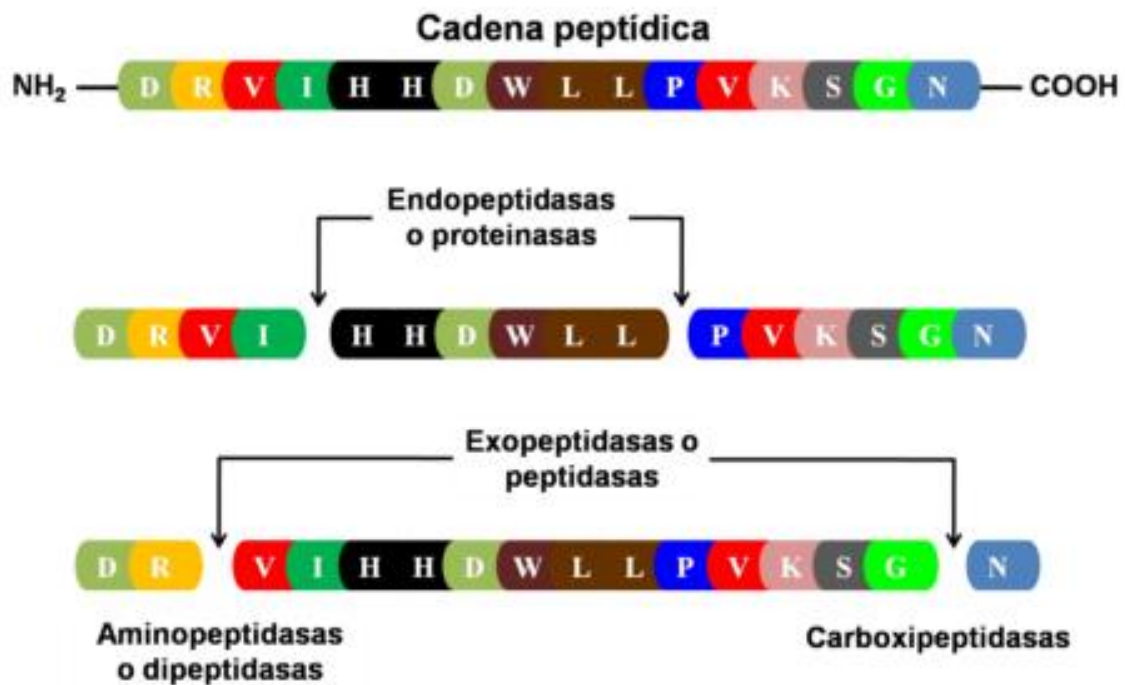 Cadena peptídica
NH₂ D R V I H H D W L L P V K S G N COOH
Endopeptidasas
o proteinasas
D R V I H H D W L L P V K S G N
Exopeptidasas o
peptidasas
D R V I H H D W L L P V K S G N
Aminopeptidasas
o dipeptidasas
Carboxipeptidasas